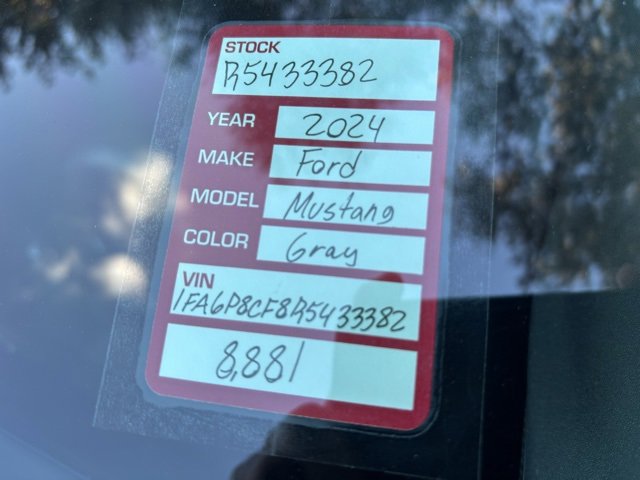 STOCK
R5433382
YEAR 2024
MAKE Ford
MODEL Mustang
COLOR Gray
VIN
1FA6P8CF8R5433382
8,881